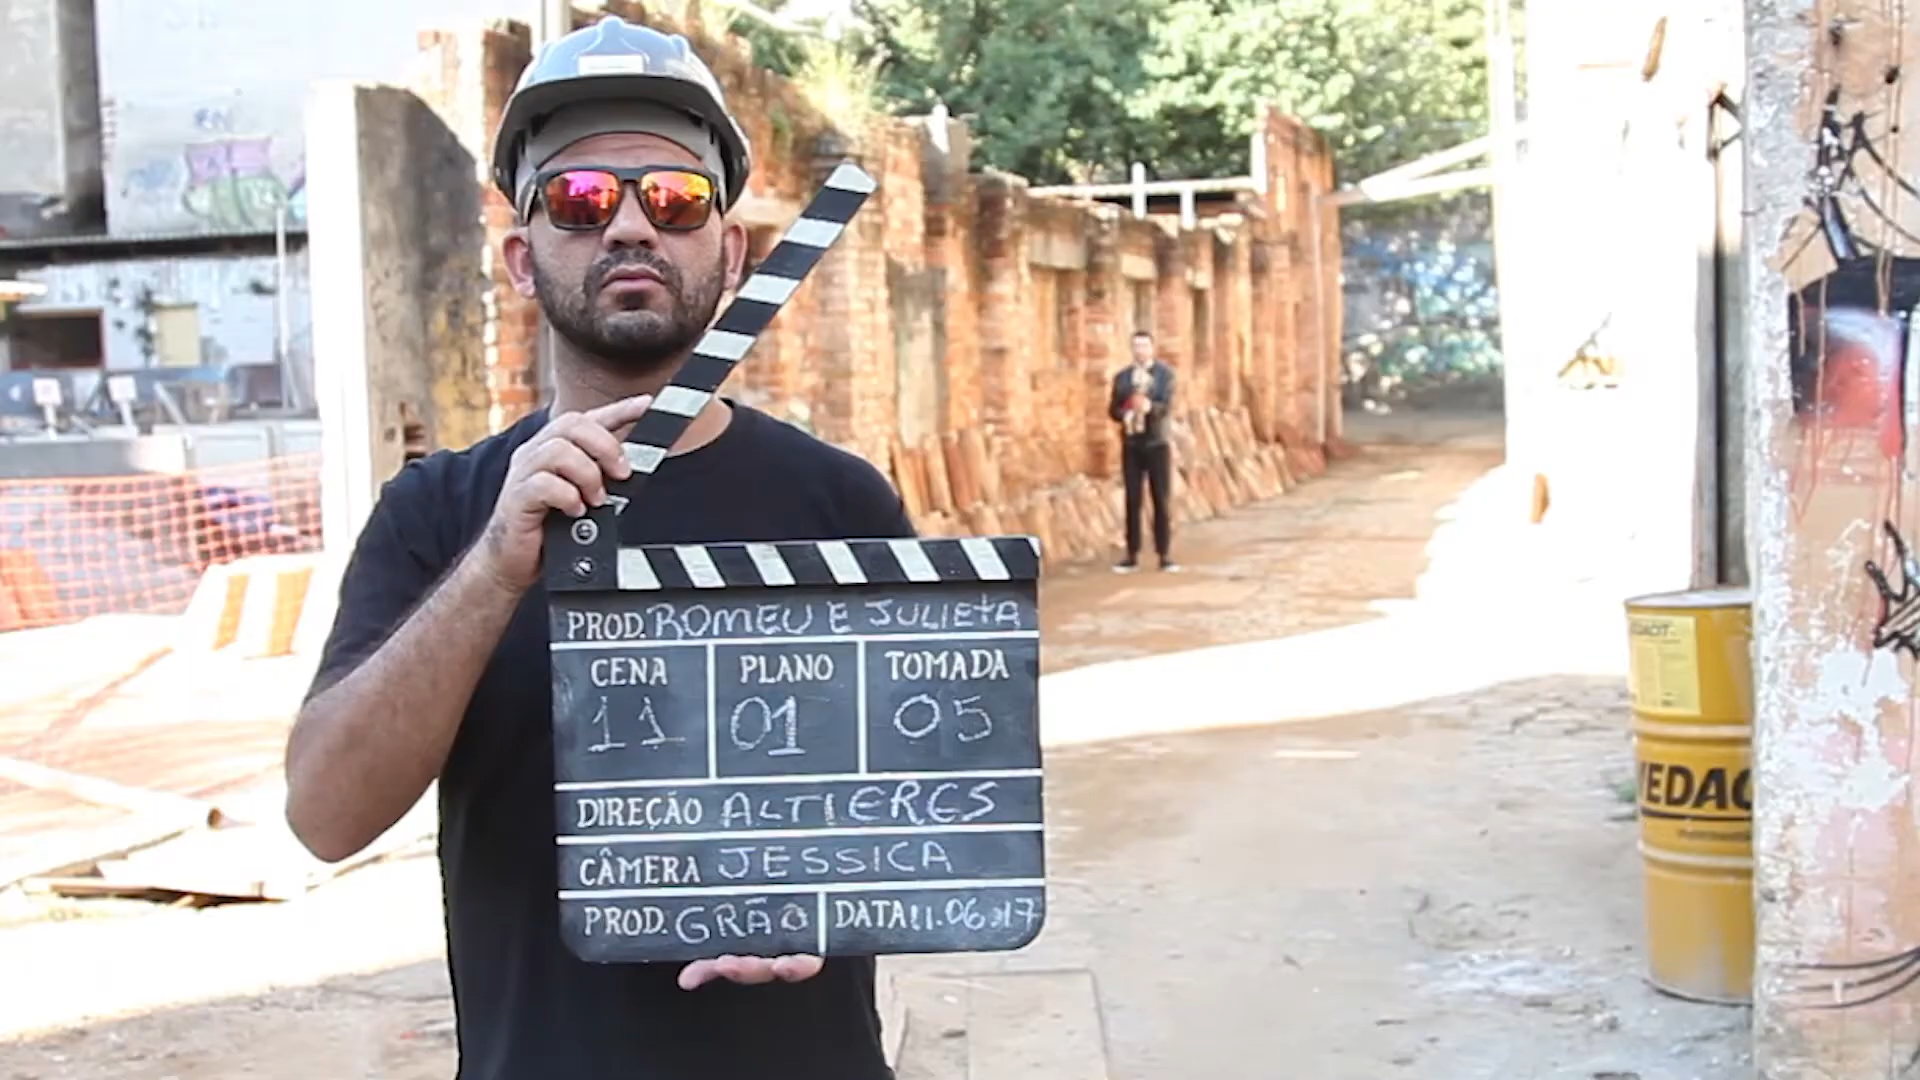 PROD. ROMEU E JULIETA
CENA PLANO TOMADA
11 01 05
DIREÇÃO ALTIERES
CÂMERA JESSICA
PROD. GRÃO DATA 11.06.17
VEDAC